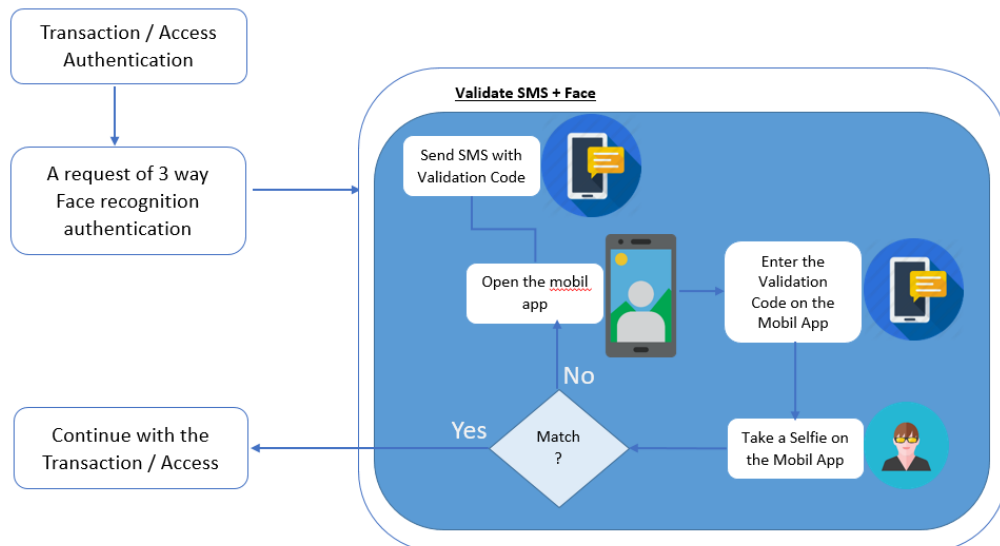 Transaction / Access
Authentication
Validate SMS + Face
Send SMS with
Validation Code
A request of 3 way
Face recognition
authentication
Open the mobil
app
Enter the
Validation
Code on the
Mobil App
No
Yes
Match
?
Take a Selfie on
the Mobil App
Continue with the
Transaction / Access